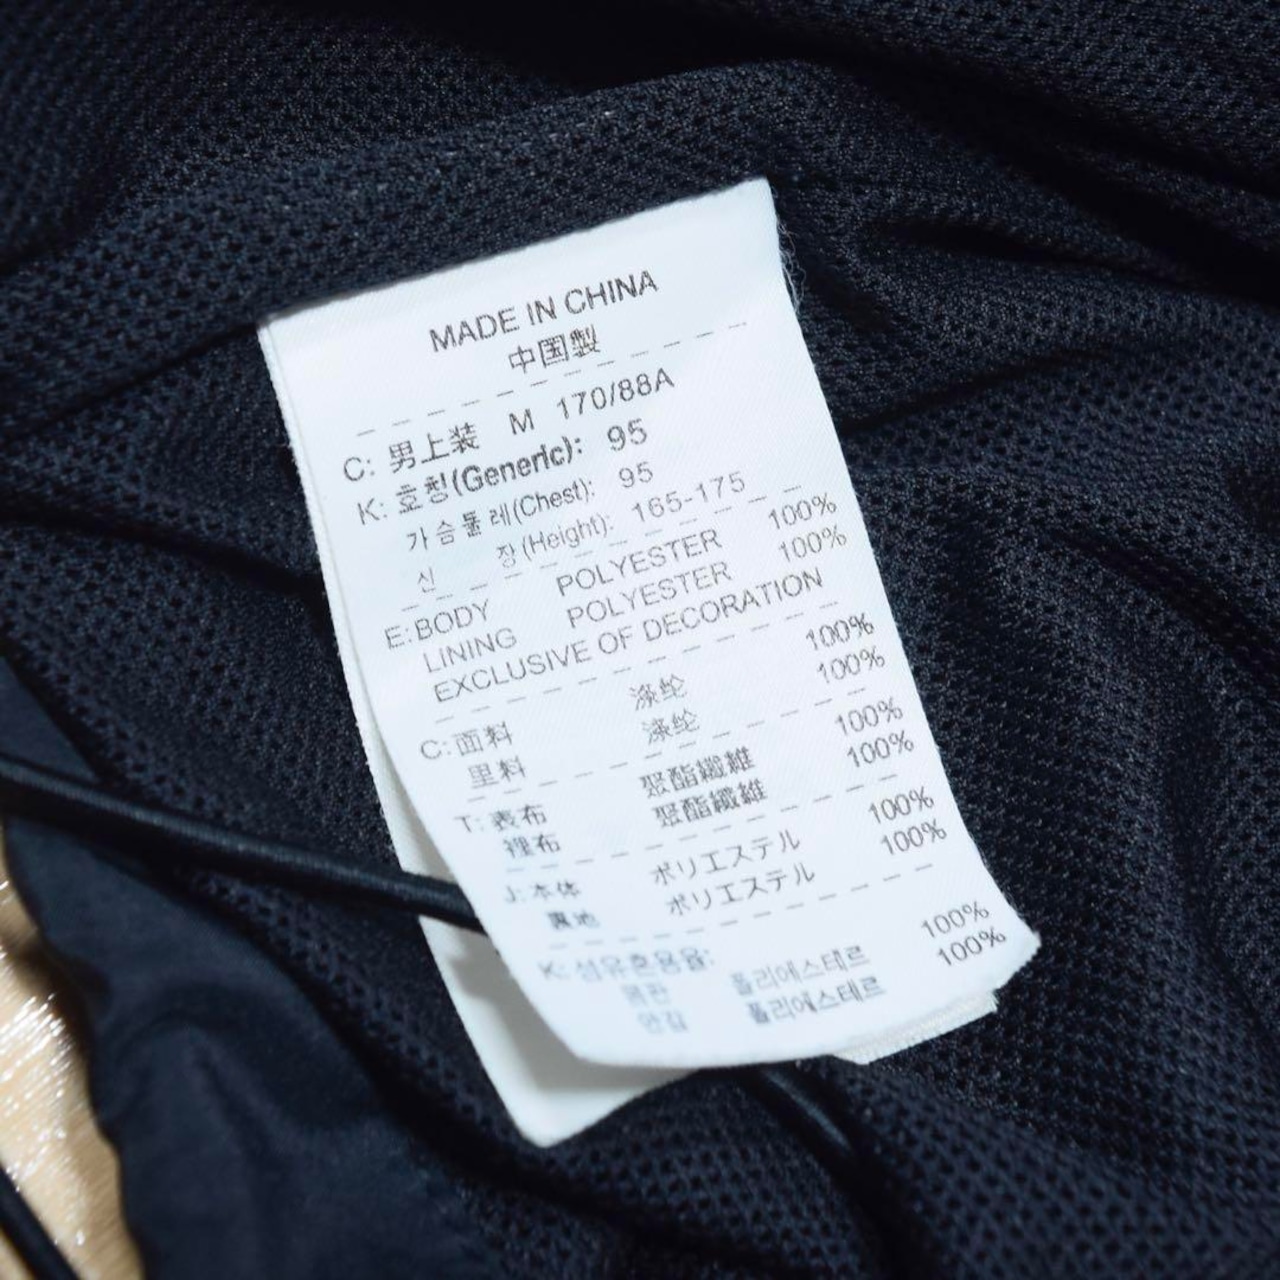 MADE IN CHINA
中国製
C: 男上装 M 170/88A
K: 호칭(Generic): 95
가슴둘레(Chest): 95
신 장(Height): 165-175
E: BODY POLYESTER 100%
LINING POLYESTER 100%
EXCLUSIVE OF DECORATION
C: 面料 涤纶 100%
里料 涤纶 100%
T: 表布 聚酯纖維 100%
裡布 聚酯纖維 100%
J: 本体 ポリエステル 100%
裏地 ポリエステル 100%
K: 섬유혼용율:
몸판 폴리에스테르 100%
안감 폴리에스테르 100%